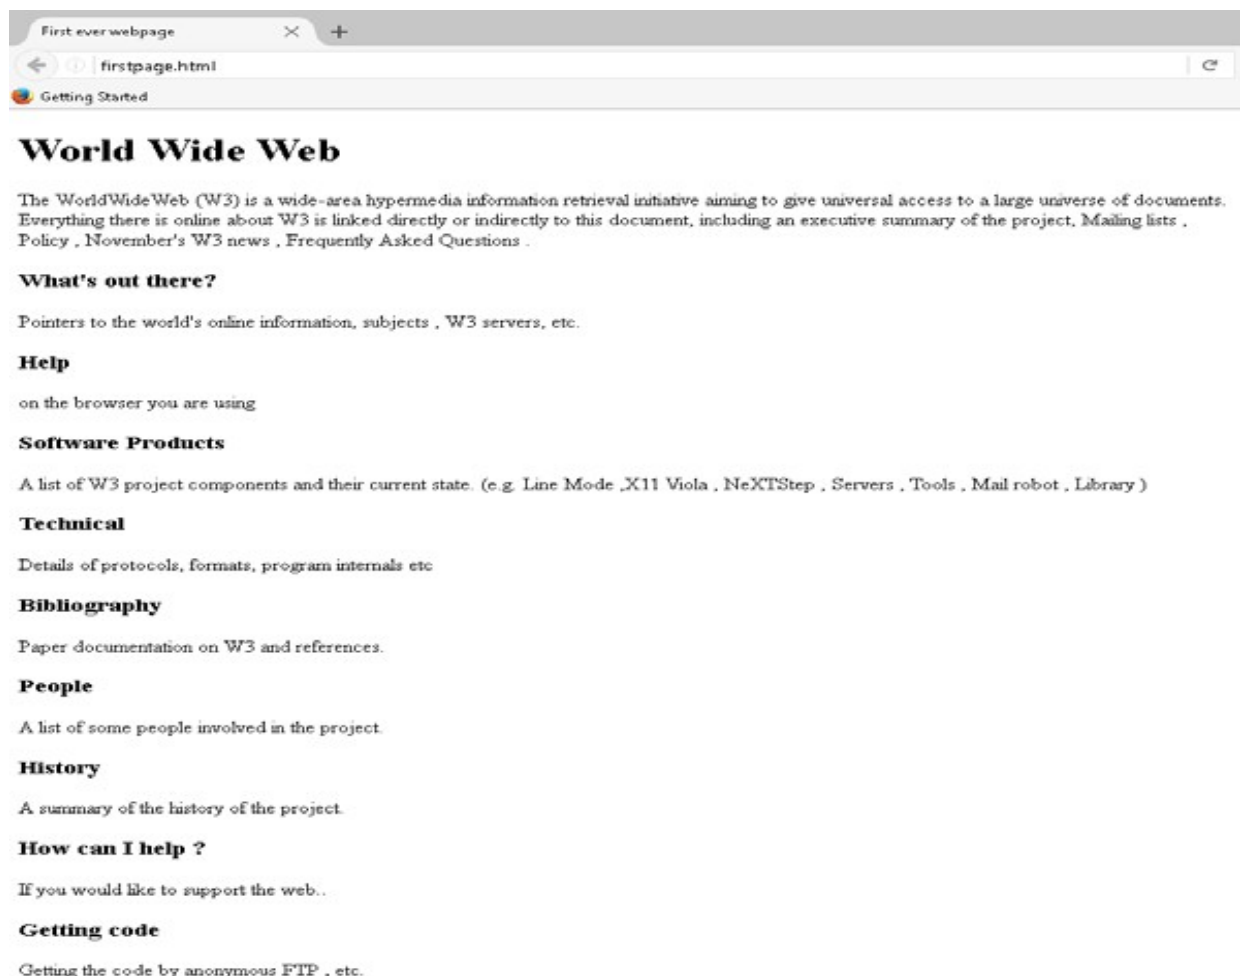 First ever webpage
firstpage.html
Getting Started
World Wide Web
The WorldWideWeb (W3) is a wide-area hypermedia information retrieval initiative aiming to give universal access to a large universe of documents.
Everything there is online about W3 is linked directly or indirectly to this document, including an executive summary of the project, Mailing lists ,
Policy , November's W3 news , Frequently Asked Questions .
What's out there?
Pointers to the world's online information, subjects , W3 servers, etc.
Help
on the browser you are using
Software Products
A list of W3 project components and their current state. (e.g. Line Mode ,X11 Viola , NeXTStep , Servers , Tools , Mail robot , Library )
Technical
Details of protocols, formats, program internals etc
Bibliography
Paper documentation on W3 and references.
People
A list of some people involved in the project.
History
A summary of the history of the project.
How can I help ?
If you would like to support the web..
Getting code
Getting the code by anonymous FTP , etc.